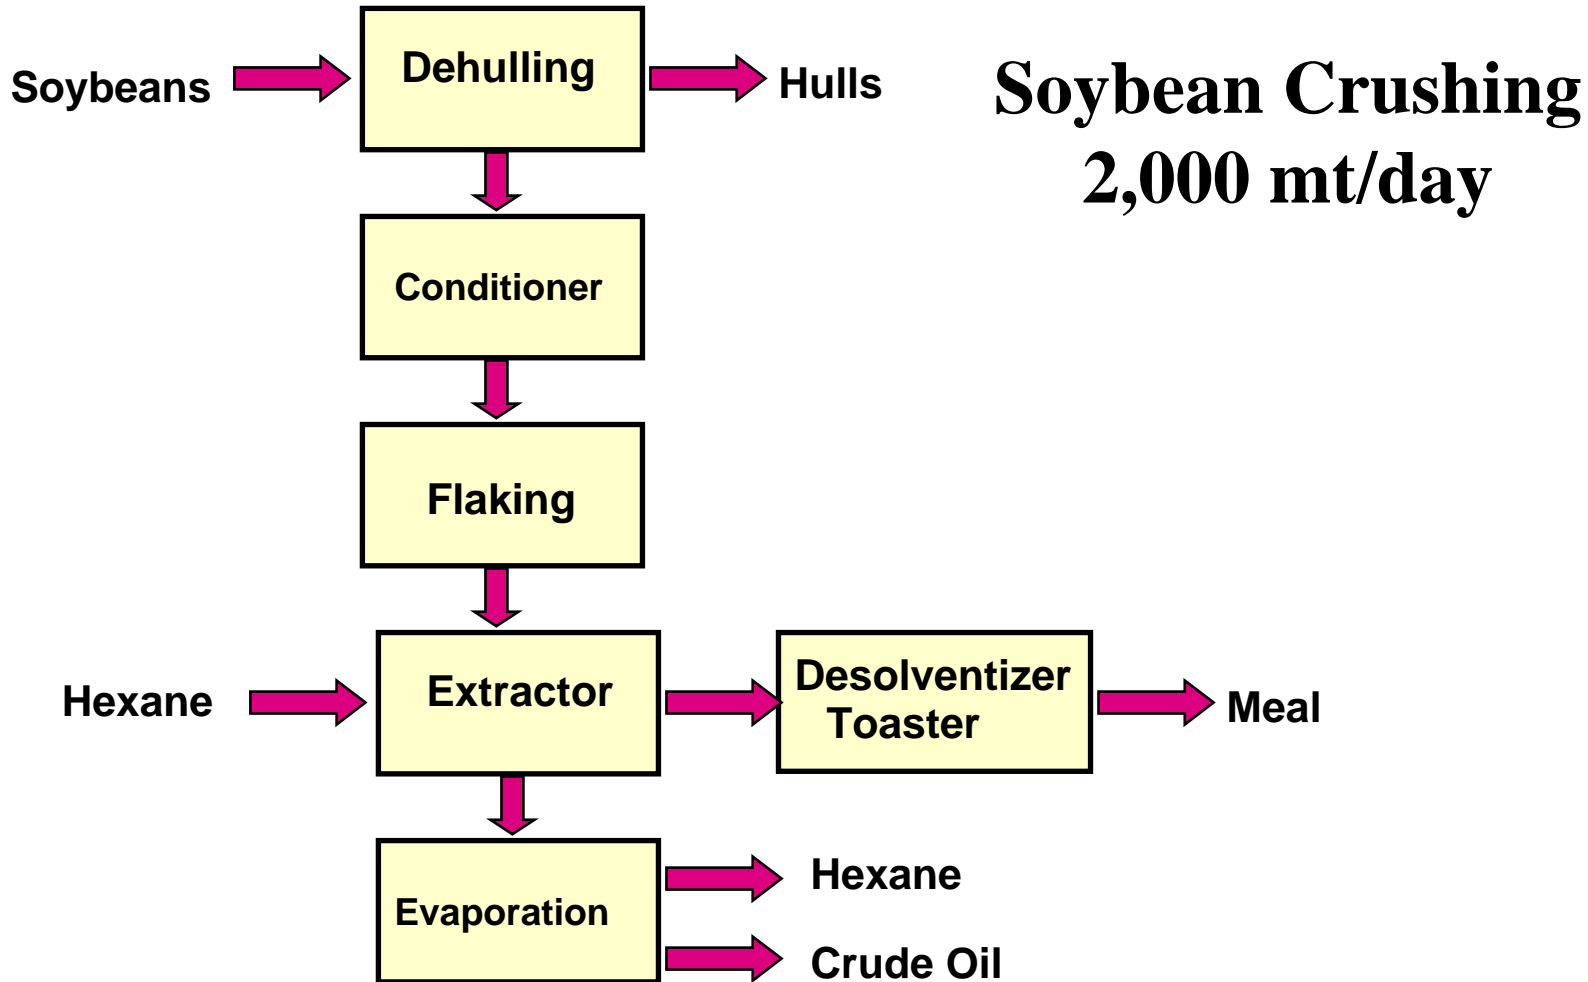 Soybeans
Dehulling
Hulls
Soybean Crushing
2,000 mt/day
Conditioner
Flaking
Hexane
Extractor
Desolventizer
Toaster
Meal
Evaporation
Hexane
Crude Oil